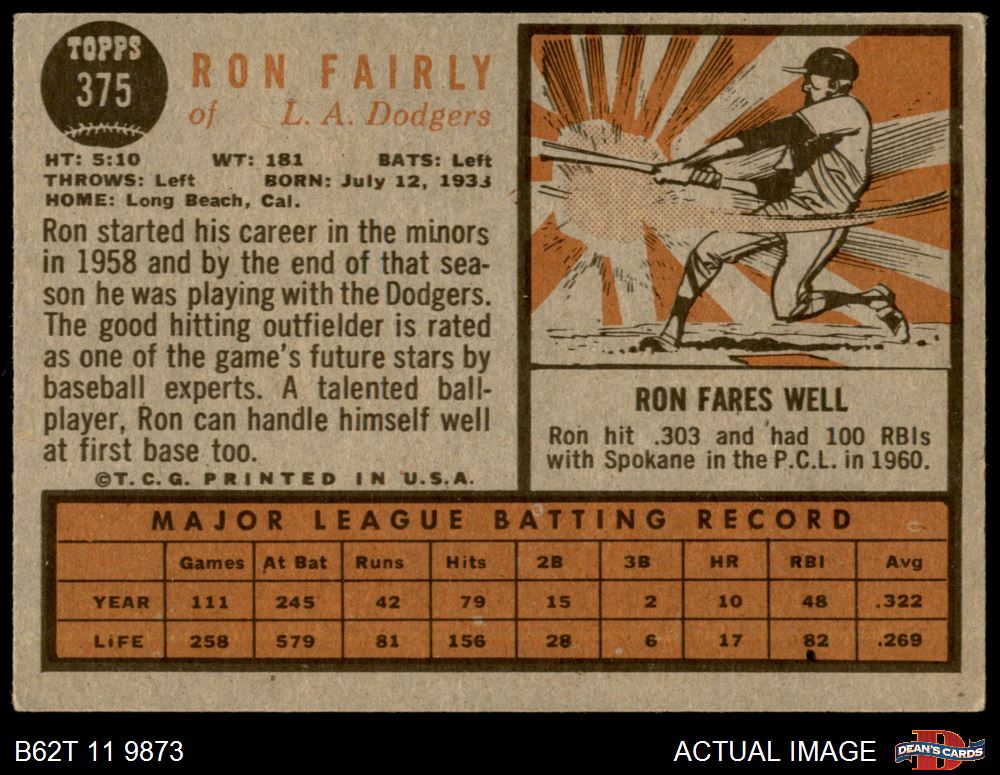 TOPPS
375
RON FAIRLY
of L. A. Dodgers
HT: 5:10 WT: 181 BATS: Left
THROWS: Left BORN: July 12, 1933
HOME: Long Beach, Cal.
Ron started his career in the minors
in 1958 and by the end of that sea-
son he was playing with the Dodgers.
The good hitting outfielder is rated
as one of the game's future stars by
baseball experts. A talented ball-
player, Ron can handle himself well
at first base too.
©T.C.G. PRINTED IN U.S.A.
RON FARES WELL
Ron hit .303 and had 100 RBIs
with Spokane in the P.C.L. in 1960.
MAJOR LEAGUE BATTING RECORD
Games At Bat Runs Hits 2B 3B HR RBI Avg
YEAR 111 245 42 79 15 2 10 48 .322
LIFE 258 579 81 156 28 6 17 82 .269
B62T 11 9873
ACTUAL IMAGE
DEAN'S CARDS